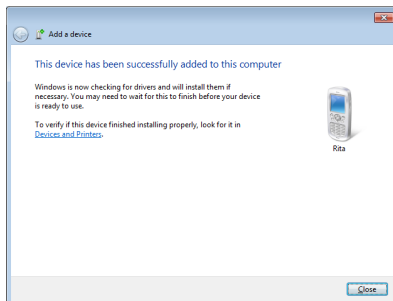 Add a device
This device has been successfully added to this computer
Windows is now checking for drivers and will install them if
necessary. You may need to wait for this to finish before your device
is ready to use.
To verify if this device finished installing properly, look for it in
Devices and Printers.
Rita
Close